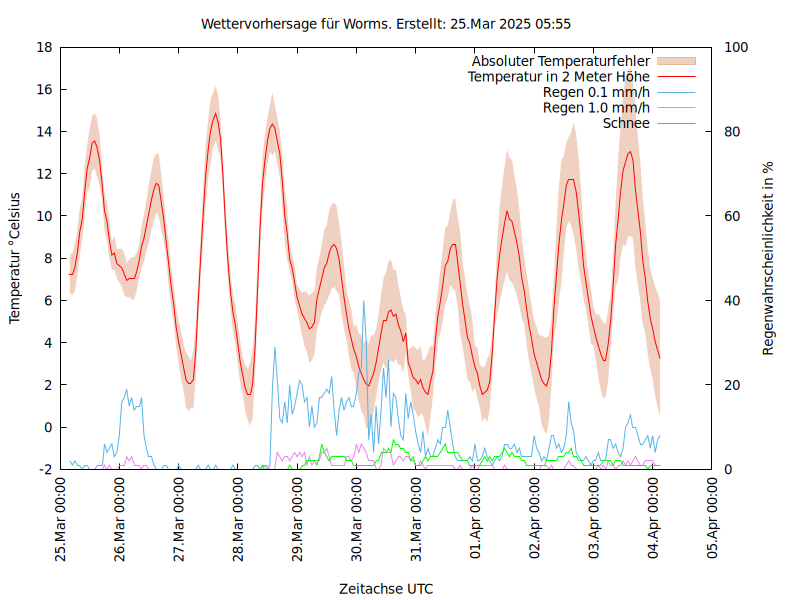 Wettervorhersage für Worms. Erstellt: 25.Mar 2025 05:55
Absoluter Temperaturfehler
Temperatur in 2 Meter Höhe
Regen 0.1 mm/h
Regen 1.0 mm/h
Schnee
Temperatur °Celsius
18
16
14
12
10
8
6
4
2
0
-2
Regenwahrscheinlichkeit in %
100
80
60
40
20
0
25.Mar 00:00
26.Mar 00:00
27.Mar 00:00
28.Mar 00:00
29.Mar 00:00
30.Mar 00:00
31.Mar 00:00
01.Apr 00:00
02.Apr 00:00
03.Apr 00:00
04.Apr 00:00
05.Apr 00:00
Zeitachse UTC